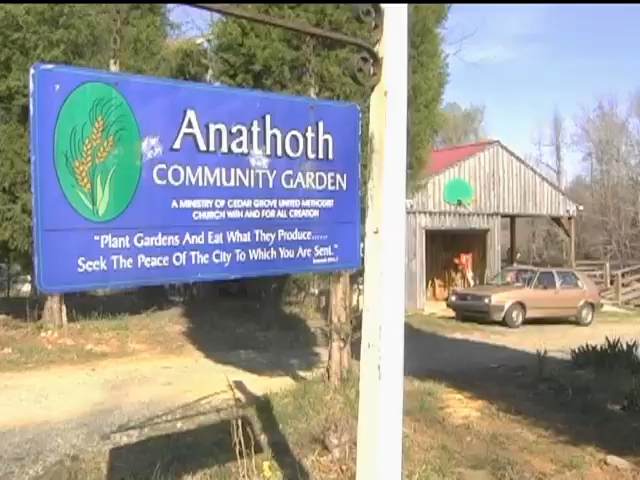 Anathoth
COMMUNITY GARDEN
A MINISTRY OF CEDAR GROVE UNITED METHODIST
CHURCH WITH AND FOR ALL CREATION
"Plant Gardens And Eat What They Produce......
Seek The Peace Of The City To Which You Are Sent."